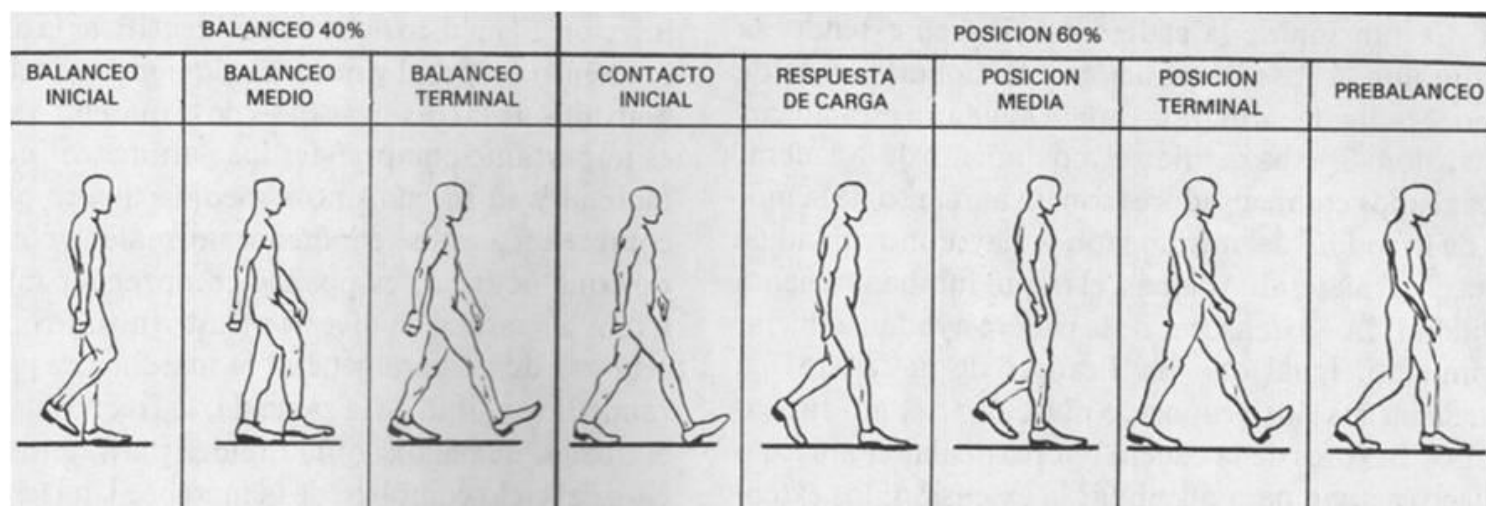 BALANCEO 40%
POSICION 60%
BALANCEO
INICIAL
BALANCEO
MEDIO
BALANCEO
TERMINAL
CONTACTO
INICIAL
RESPUESTA
DE CARGA
POSICION
MEDIA
POSICION
TERMINAL
PREBALANCEO